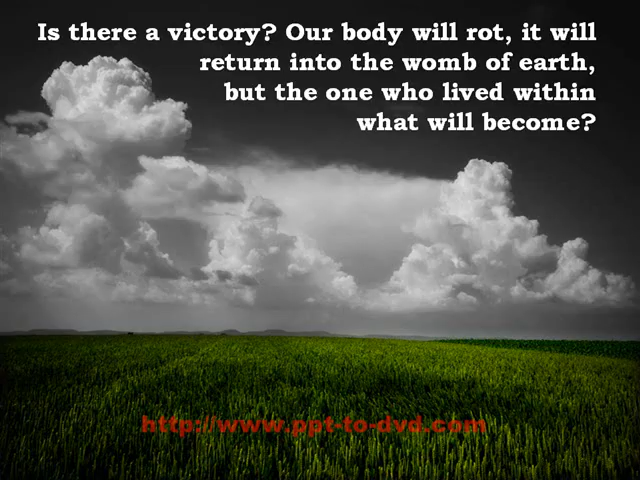 Is there a victory? Our body will rot, it will
return into the womb of earth,
but the one who lived within
what will become?
http://www.ppt-to-dvd.com